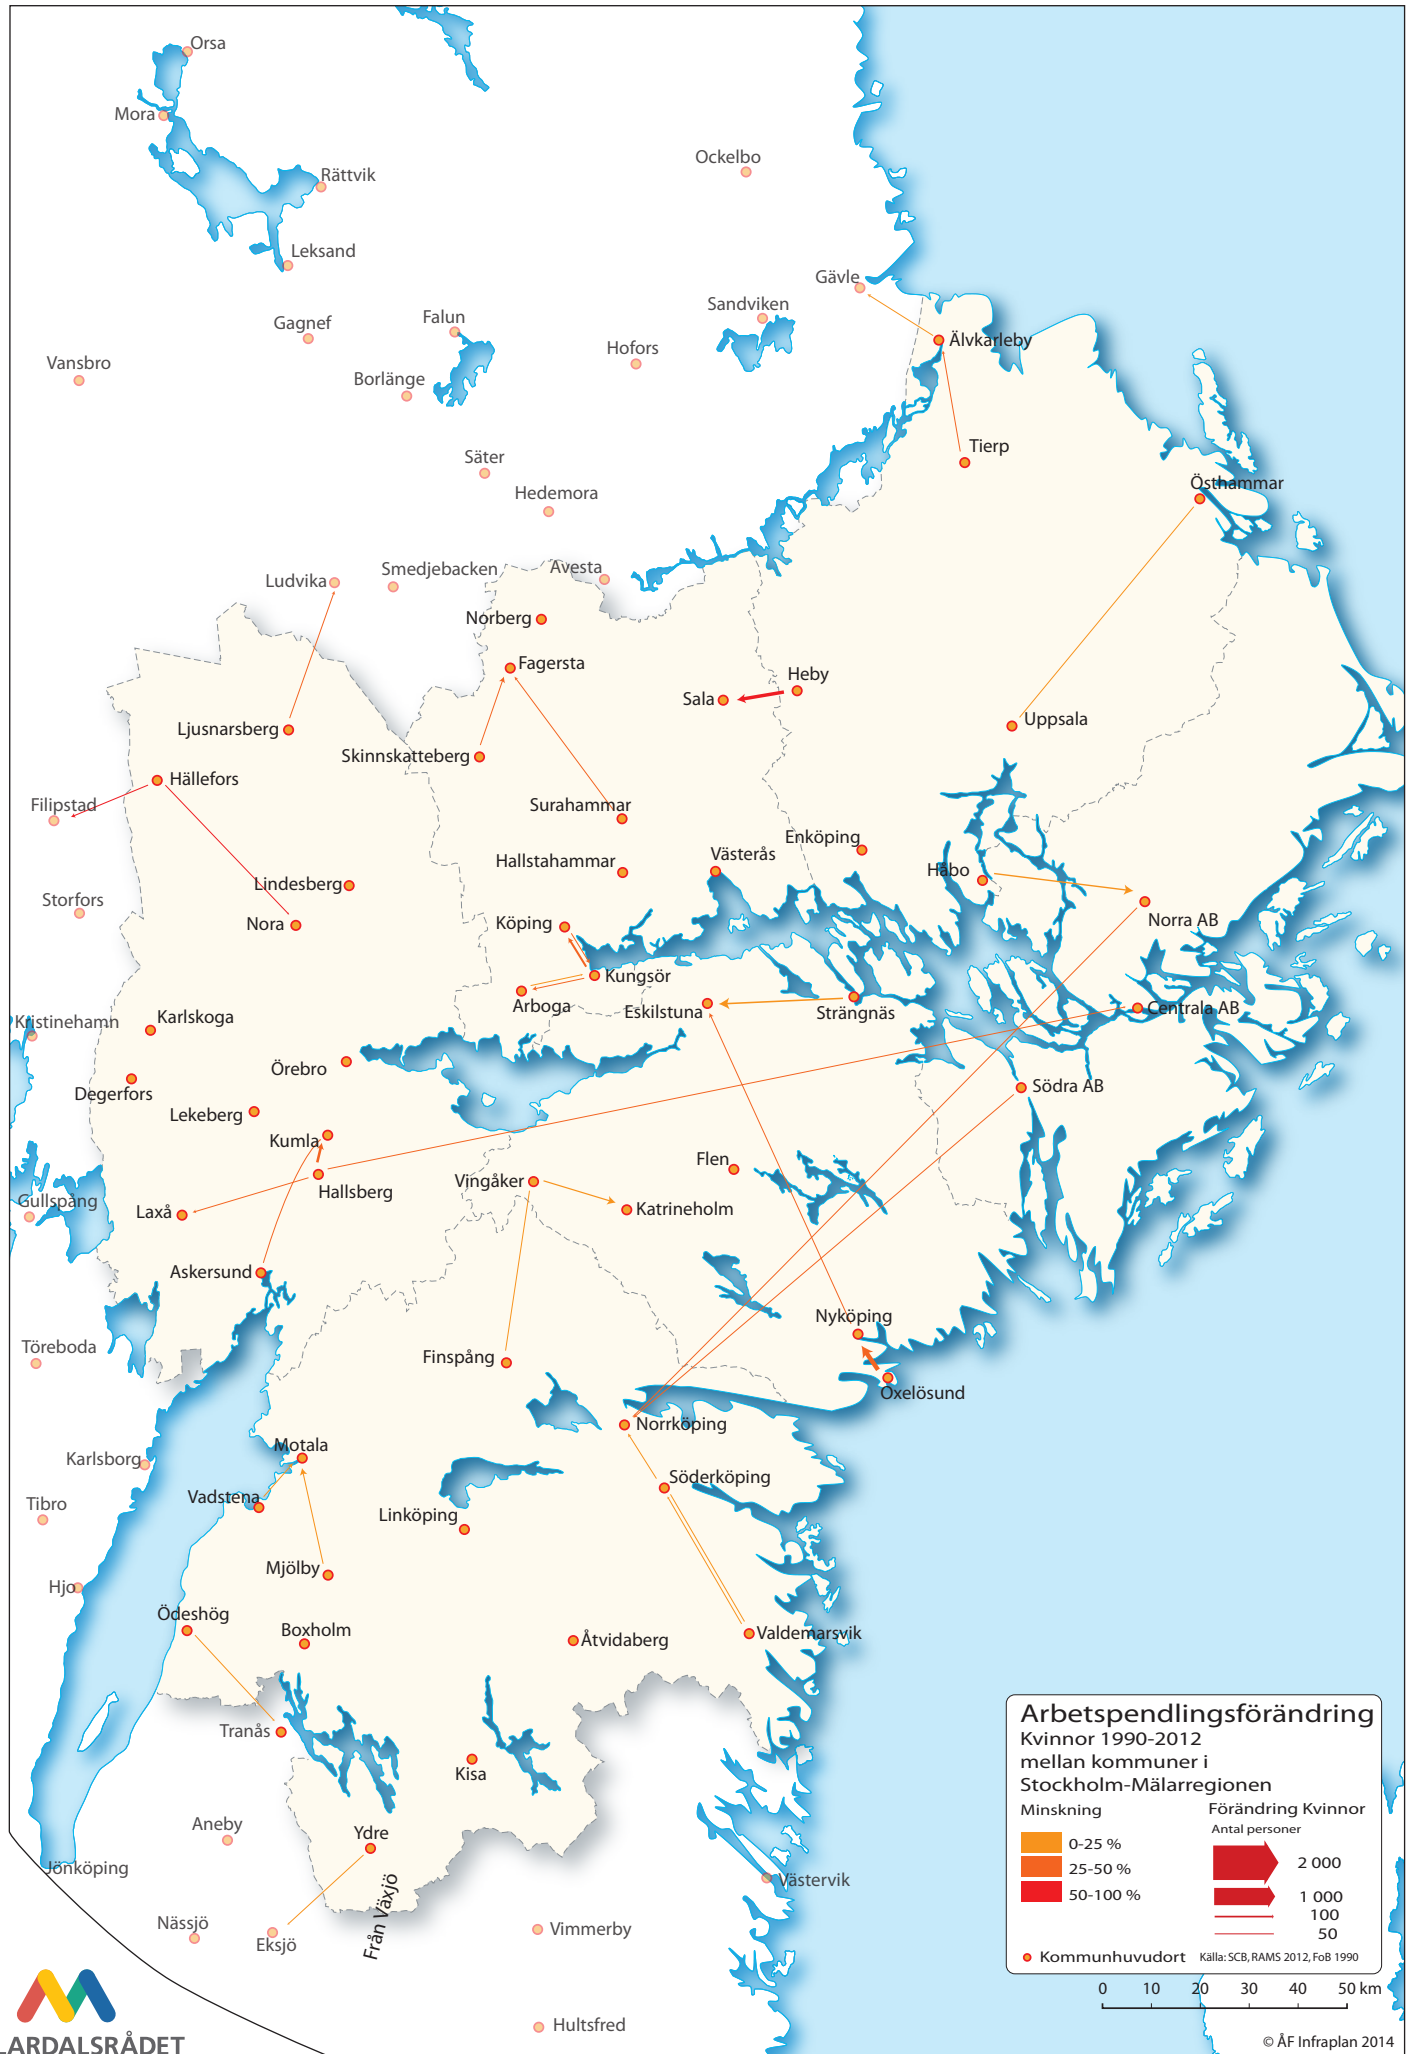 Orsa
Mora
Ockelbo
Rättvik
Leksand
Gävle
Sandviken
Gagnef
Falun
Älvkarleby
Hofors
Vansbro
Borlänge
Tierp
Säter
Östhammar
Hedemora
Avesta
Smedjebacken
Ludvika
Norberg
Fagersta
Heby
Sala
Uppsala
Ljusnarsberg
Skinnskatteberg
Hällefors
Filipstad
Surahammar
Enköping
Västerås
Hallstahammar
Håbo
Lindesberg
Storfors
Norra AB
Köping
Nora
Kungsör
Arboga
Eskilstuna
Strängnäs
Centrala AB
Karlskoga
Kristinehamn
Örebro
Södra AB
Degerfors
Lekeberg
Kumla
Flen
Vingåker
Hallsberg
Gullspång
Laxå
Katrineholm
Askersund
Nyköping
Töreboda
Finspång
Oxelösund
Norrköping
Motala
Karlsborg
Söderköping
Vadstena
Tibro
Linköping
Mjölby
Hjo
Ödeshög
Boxholm
Åtvidaberg
Valdemarsvik
Tranås
Kisa
Aneby
Ydre
Jönköping
Västervik
Från Växjö
Nässjö
Eksjö
Vimmerby
Hultsfred
Arbetspendlingsförändring
Kvinnor 1990-2012
mellan kommuner i
Stockholm-Mälarregionen
Minskning
0-25 %
25-50 %
50-100 %
Förändring Kvinnor
Antal personer
2 000
1 000
100
50
Kommunhuvudort
Källa: SCB, RAMS 2012, FoB 1990
0 10 20 30 40 50 km
© ÅF Infraplan 2014
LARDALSRÅDET